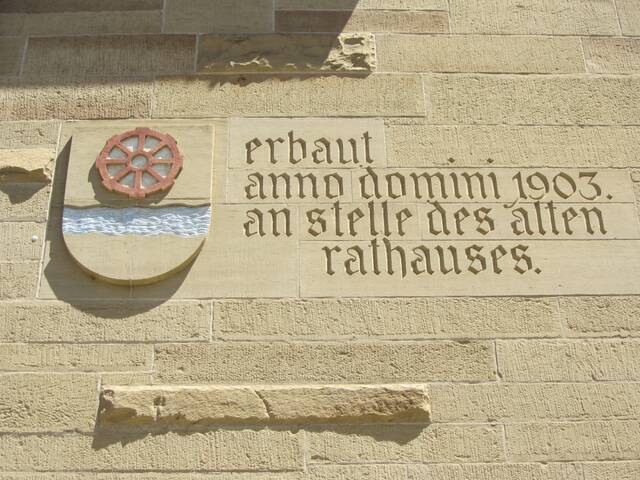 erbaut
anno domini 1903.
an stelle des alten
rathauses.